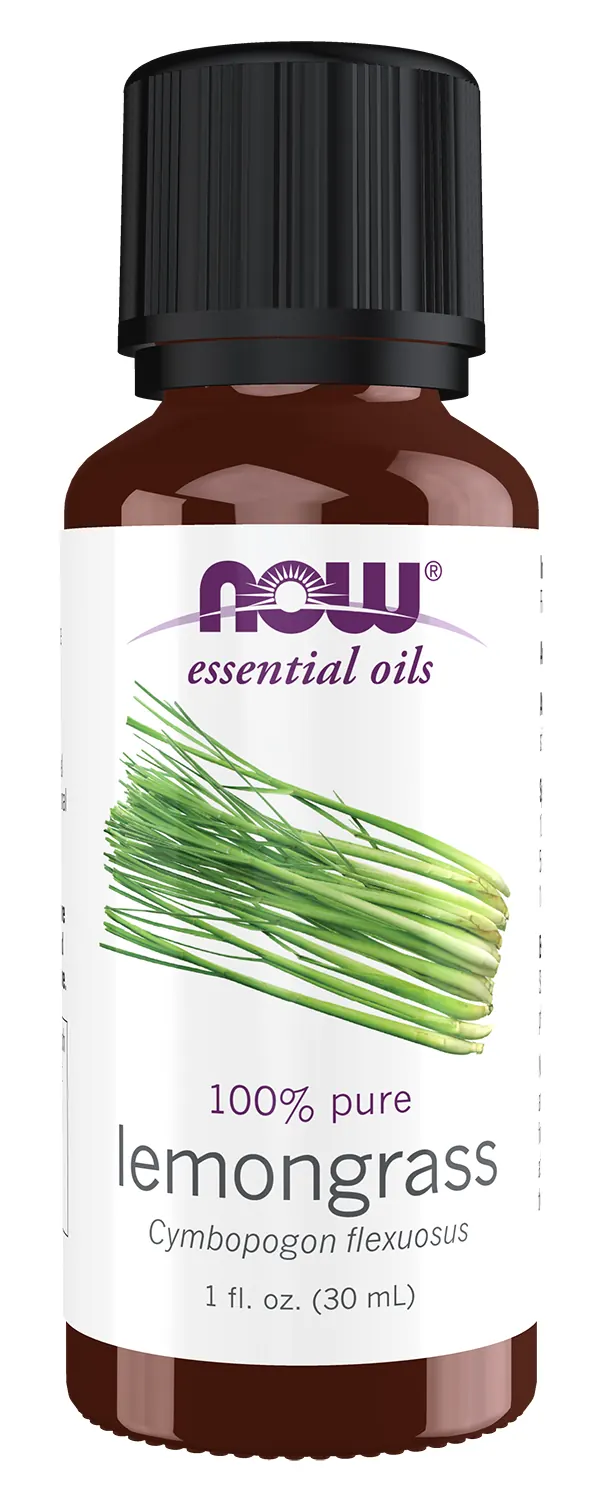 now®
essential oils
100% pure
lemongrass
Cymbopogon flexuosus
1 fl. oz. (30 mL)